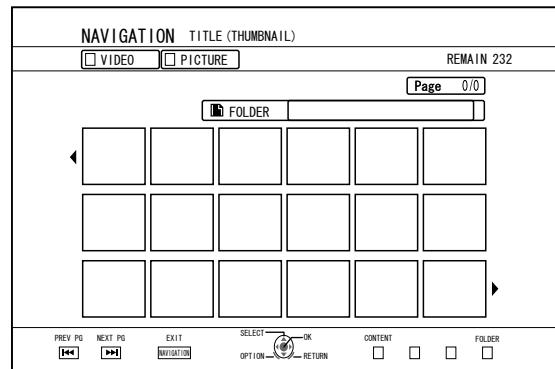 NAVIGATION TITLE (THUMBNAIL)
VIDEO PICTURE REMAIN 232
Page 0/0
FOLDER
PREV PG NEXT PG EXIT SELECT OK CONTENT FOLDER
NAVIGATION OPTION RETURN